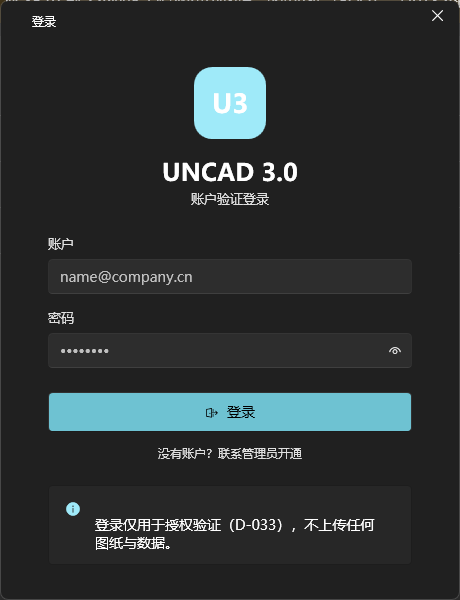 登录
U3
UNCAD 3.0
账户验证登录
账户
name@company.cn
密码
••••••••
登录
没有账户？联系管理员开通
登录仅用于授权验证（D-033），不上传任何
图纸与数据。